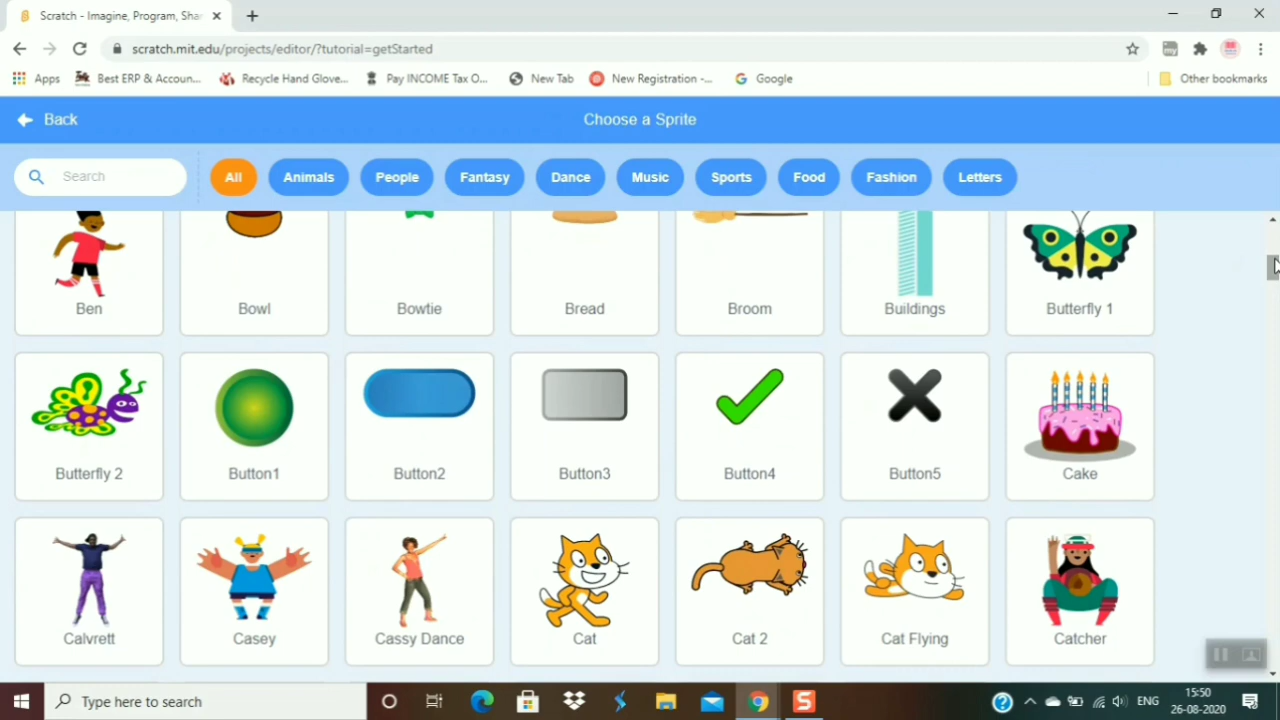 Scratch - Imagine, Program, Shar
scratch.mit.edu/projects/editor/?tutorial=getStarted
Apps Best ERP & Accoun... Recycle Hand Glove... Pay INCOME Tax O... New Tab New Registration -... Google Other bookmarks
Back Choose a Sprite
Search All Animals People Fantasy Dance Music Sports Food Fashion Letters
Ben Bowl Bowtie Bread Broom Buildings Butterfly 1
Butterfly 2 Button1 Button2 Button3 Button4 Button5 Cake
Calvrett Casey Cassy Dance Cat Cat 2 Cat Flying Catcher
Type here to search ENG 15:50
26-08-2020